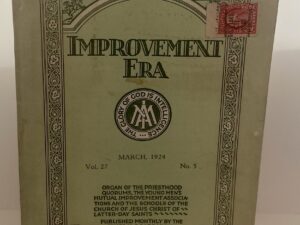 IMPROVEMENT
ERA
THE GLORY OF GOD IS INTELLIGENCE
MIA
MARCH, 1924
Vol. 27 No. 5
ORGAN OF THE PRIESTHOOD
QUORUMS, THE YOUNG MEN'S
MUTUAL IMPROVEMENT ASSOCIA-
TIONS AND THE SCHOOLS OF THE
CHURCH OF JESUS CHRIST OF
LATTER-DAY SAINTS
PUBLISHED MONTHLY BY THE